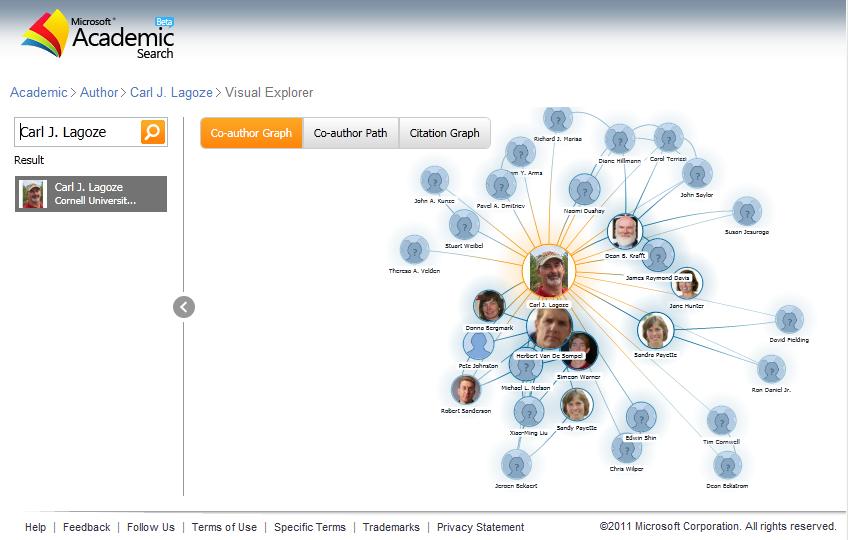 Microsoft® Beta
Academic
Search
Academic > Author > Carl J. Lagoze > Visual Explorer
Carl J. Lagoze
Result
Carl J. Lagoze
Cornell Universit...
Co-author Graph
Co-author Path
Citation Graph
Richard J. Marisa
Diane Hillmann
Carol Terrizzi
Y. Arms
John A. Kunze
Pavel A. Dmitriev
Naomi Dushay
John Saylor
Stuart Weibel
Susan Jesuroga
Theresa A. Velden
Dean B. Krafft
James Raymond Davis
Carl J. Lagoze
Jane Hunter
Donna Bergmark
David Fielding
Herbert Van De Sompel
Sandra Payette
Pete Johnston
Simeon Warner
Michael L. Nelson
Ron Daniel Jr.
Robert Sanderson
Xiao-Ming Liu
Sandy Payette
Edwin Shin
Tim Cornwell
Chris Wilper
Jeroen Bekaert
Dean Eckstrom
Help | Feedback | Follow Us | Terms of Use | Specific Terms | Trademarks | Privacy Statement
©2011 Microsoft Corporation. All rights reserved.